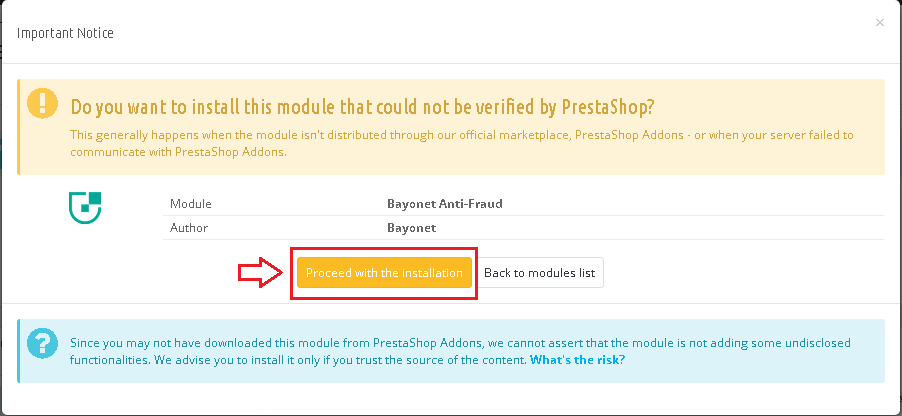 Important Notice
×
Do you want to install this module that could not be verified by PrestaShop?
This generally happens when the module isn't distributed through our official marketplace, PrestaShop Addons - or when your server failed to
communicate with PrestaShop Addons.
Module Bayonet Anti-Fraud
Author Bayonet
Proceed with the installation Back to modules list
Since you may not have downloaded this module from PrestaShop Addons, we cannot assert that the module is not adding some undisclosed
functionalities. We advise you to install it only if you trust the source of the content. What's the risk?